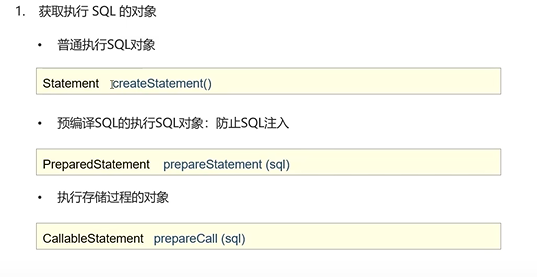 1. 获取执行 SQL 的对象
• 普通执行SQL对象
Statement createStatement()
• 预编译SQL的执行SQL对象：防止SQL注入
PreparedStatement prepareStatement (sql)
• 执行存储过程的对象
CallableStatement prepareCall (sql)